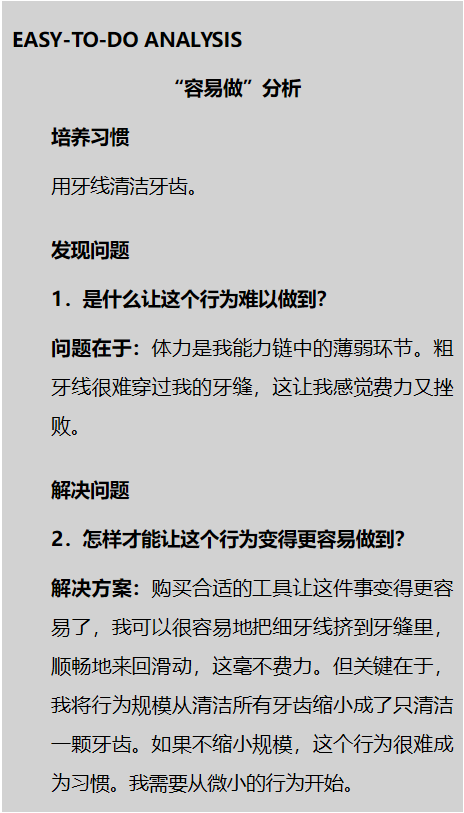 EASY-TO-DO ANALYSIS
“容易做”分析
培养习惯
用牙线清洁牙齿。
发现问题
1．是什么让这个行为难以做到？
问题在于：体力是我能力链中的薄弱环节。粗
牙线很难穿过我的牙缝，这让我感觉费力又挫
败。
解决问题
2．怎样才能让这个行为变得更容易做到？
解决方案：购买合适的工具让这件事变得更容
易了，我可以很容易地把细牙线挤到牙缝里，
顺畅地来回滑动，这毫不费力。但关键在于，
我将行为规模从清洁所有牙齿缩小成了只清洁
一颗牙齿。如果不缩小规模，这个行为很难成
为习惯。我需要从微小的行为开始。